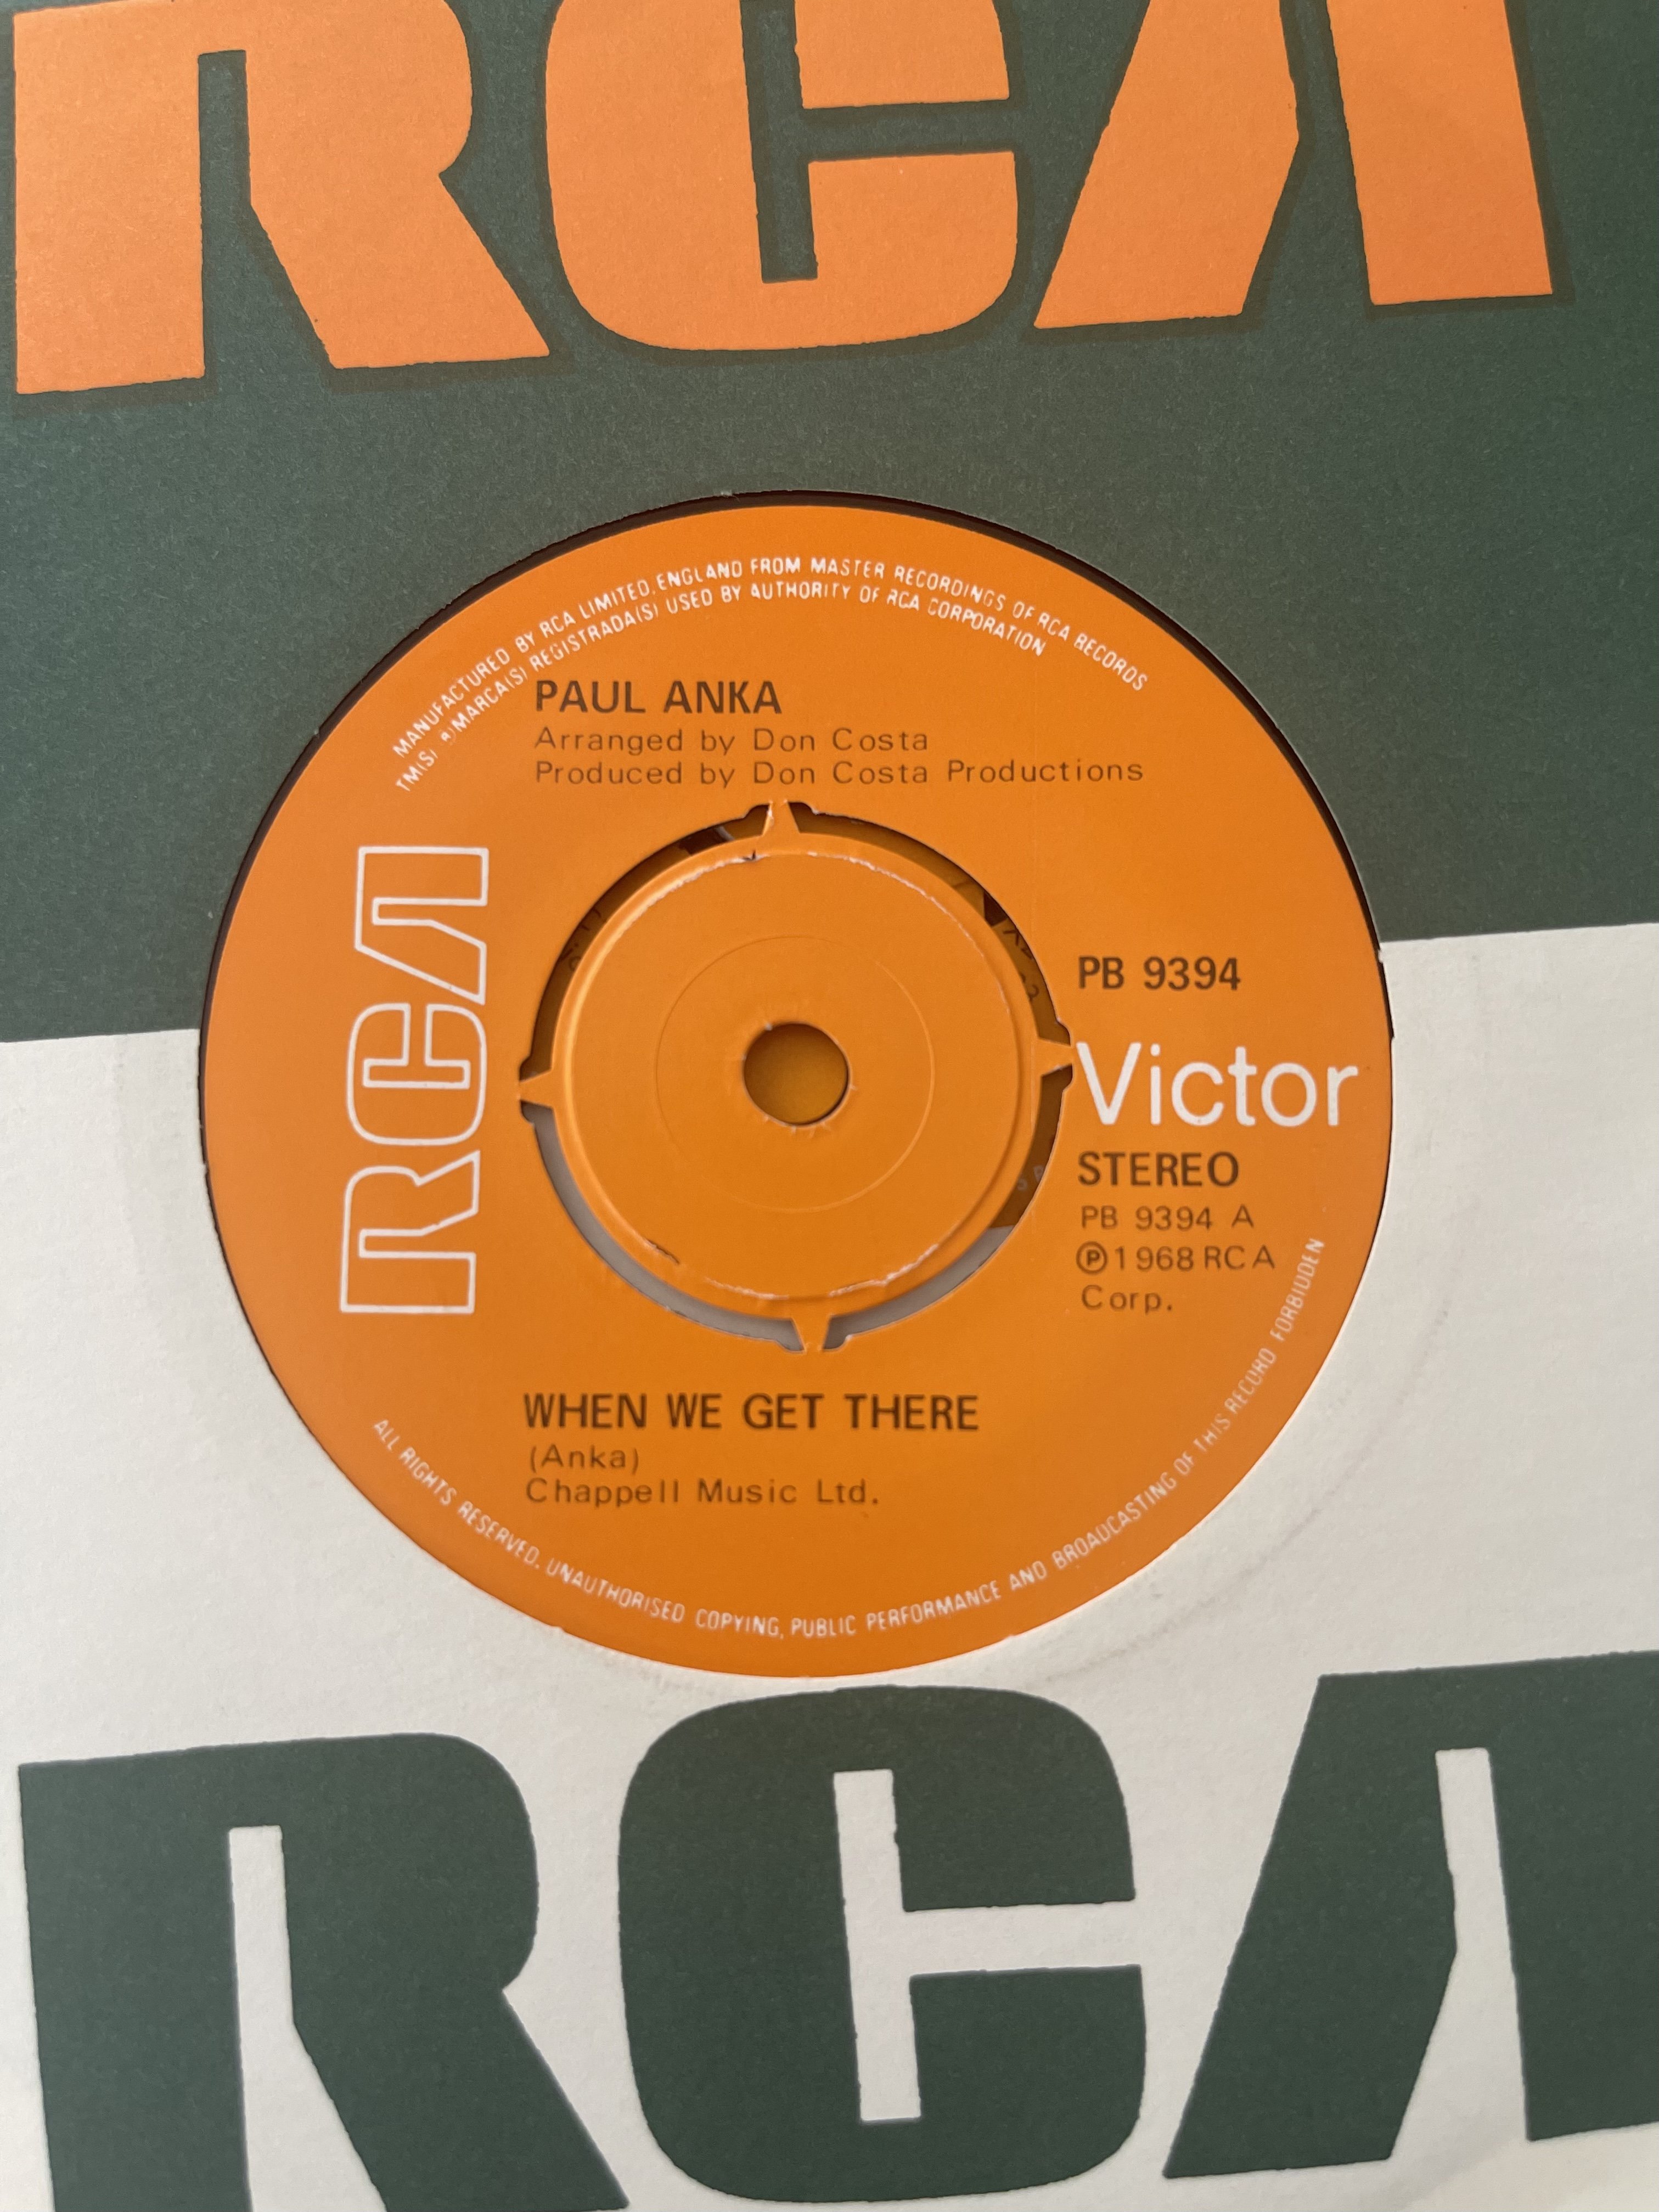 RCA
MANUFACTURED BY RCA LIMITED, ENGLAND FROM MASTER RECORDINGS OF RCA RECORDS
TM(S) ® MARCA(S) REGISTRADA(S) USED BY AUTHORITY OF RCA CORPORATION
PAUL ANKA
Arranged by Don Costa
Produced by Don Costa Productions
RCA
PB 9394
Victor
STEREO
PB 9394 A
℗ 1968 RCA
Corp.
WHEN WE GET THERE
(Anka)
Chappell Music Ltd.
ALL RIGHTS RESERVED. UNAUTHORISED COPYING, PUBLIC PERFORMANCE AND BROADCASTING OF THIS RECORD FORBIDDEN
RCA